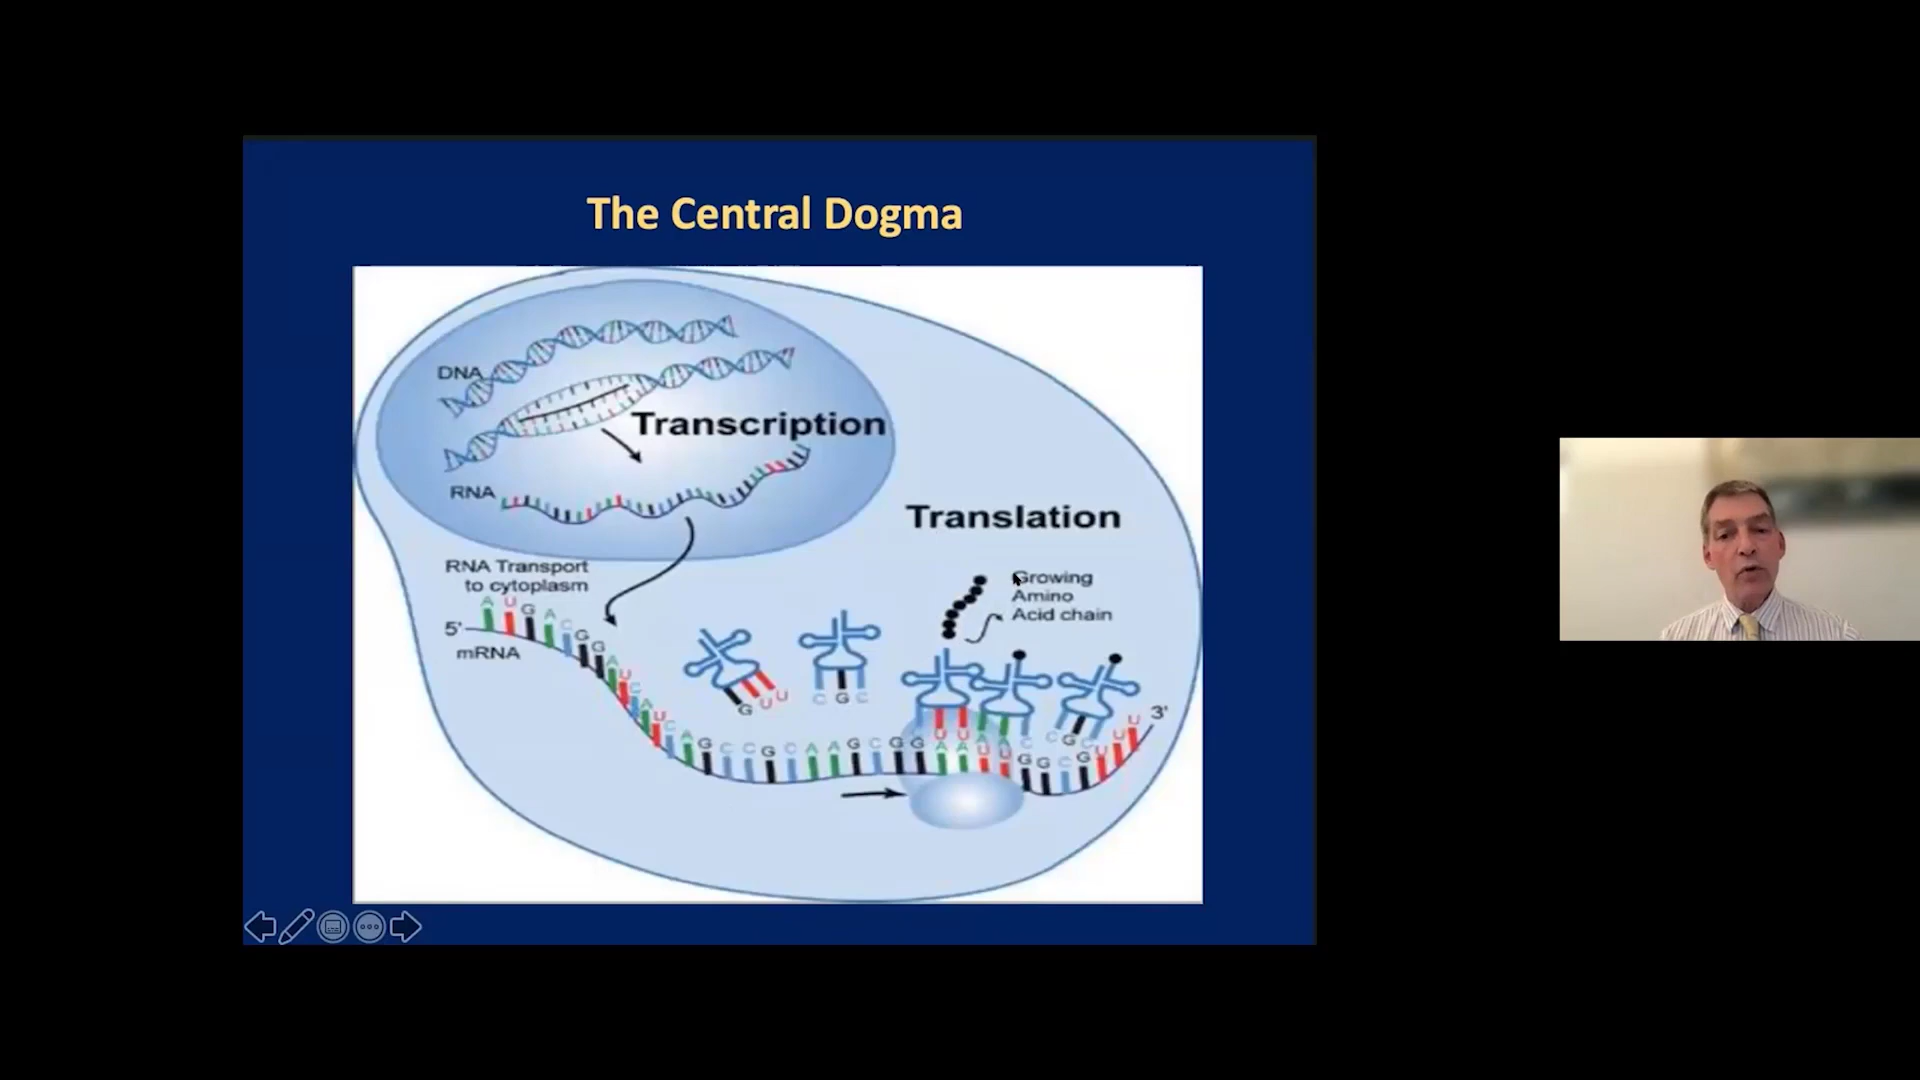 The Central Dogma
DNA
Transcription
RNA
Translation
RNA Transport
to cytoplasm
Growing
Amino
Acid chain
A U G A C G G A U C A U C A G C C G C A A G C G G A A U U G G C G U U U
5'
mRNA
3'
G U U
C G C
U U A A C
C G C